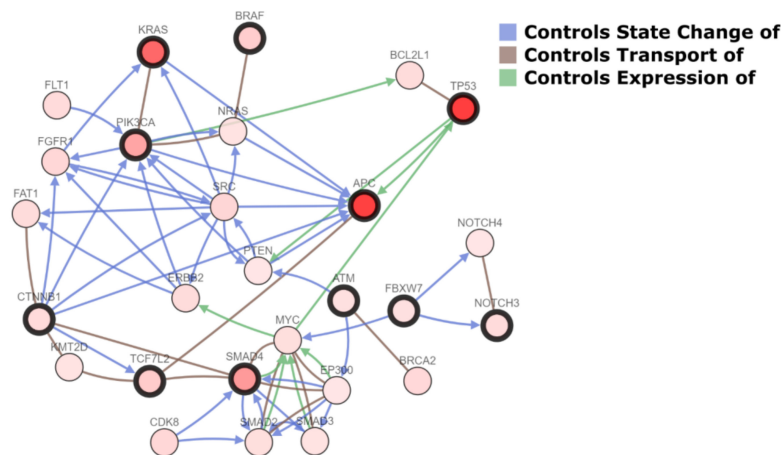 KRAS
BRAF
Controls State Change of
Controls Transport of
Controls Expression of
BCL2L1
TP53
FLT1
PIK3CA
NRAS
FGFR1
SRC
APC
FAT1
PTEN
NOTCH4
ERBB2
ATM
FBXW7
CTNNB1
NOTCH3
MYC
KMT2D
TCF7L2
SMAD4
EP300
BRCA2
CDK8
SMAD2
SMAD3